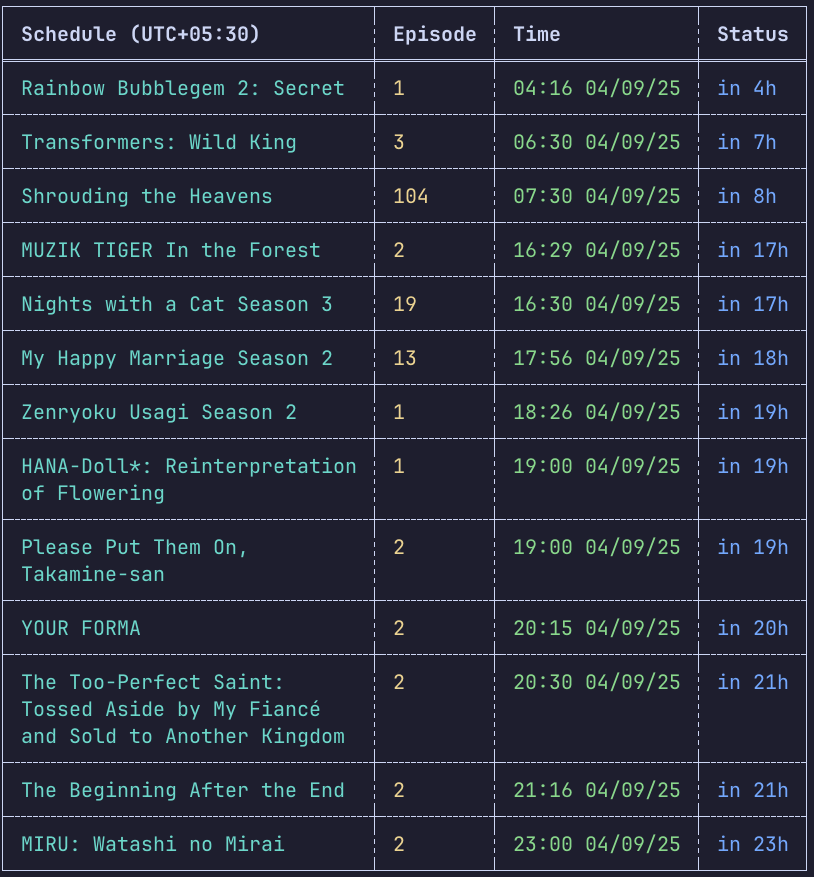 Schedule (UTC+05:30) Episode Time Status
Rainbow Bubblegem 2: Secret 1 04:16 04/09/25 in 4h
Transformers: Wild King 3 06:30 04/09/25 in 7h
Shrouding the Heavens 104 07:30 04/09/25 in 8h
MUZIK TIGER In the Forest 2 16:29 04/09/25 in 17h
Nights with a Cat Season 3 19 16:30 04/09/25 in 17h
My Happy Marriage Season 2 13 17:56 04/09/25 in 18h
Zenryoku Usagi Season 2 1 18:26 04/09/25 in 19h
HANA-Doll*: Reinterpretation 1 19:00 04/09/25 in 19h
of Flowering
Please Put Them On, 2 19:00 04/09/25 in 19h
Takamine-san
YOUR FORMA 2 20:15 04/09/25 in 20h
The Too-Perfect Saint: 2 20:30 04/09/25 in 21h
Tossed Aside by My Fiancé
and Sold to Another Kingdom
The Beginning After the End 2 21:16 04/09/25 in 21h
MIRU: Watashi no Mirai 2 23:00 04/09/25 in 23h